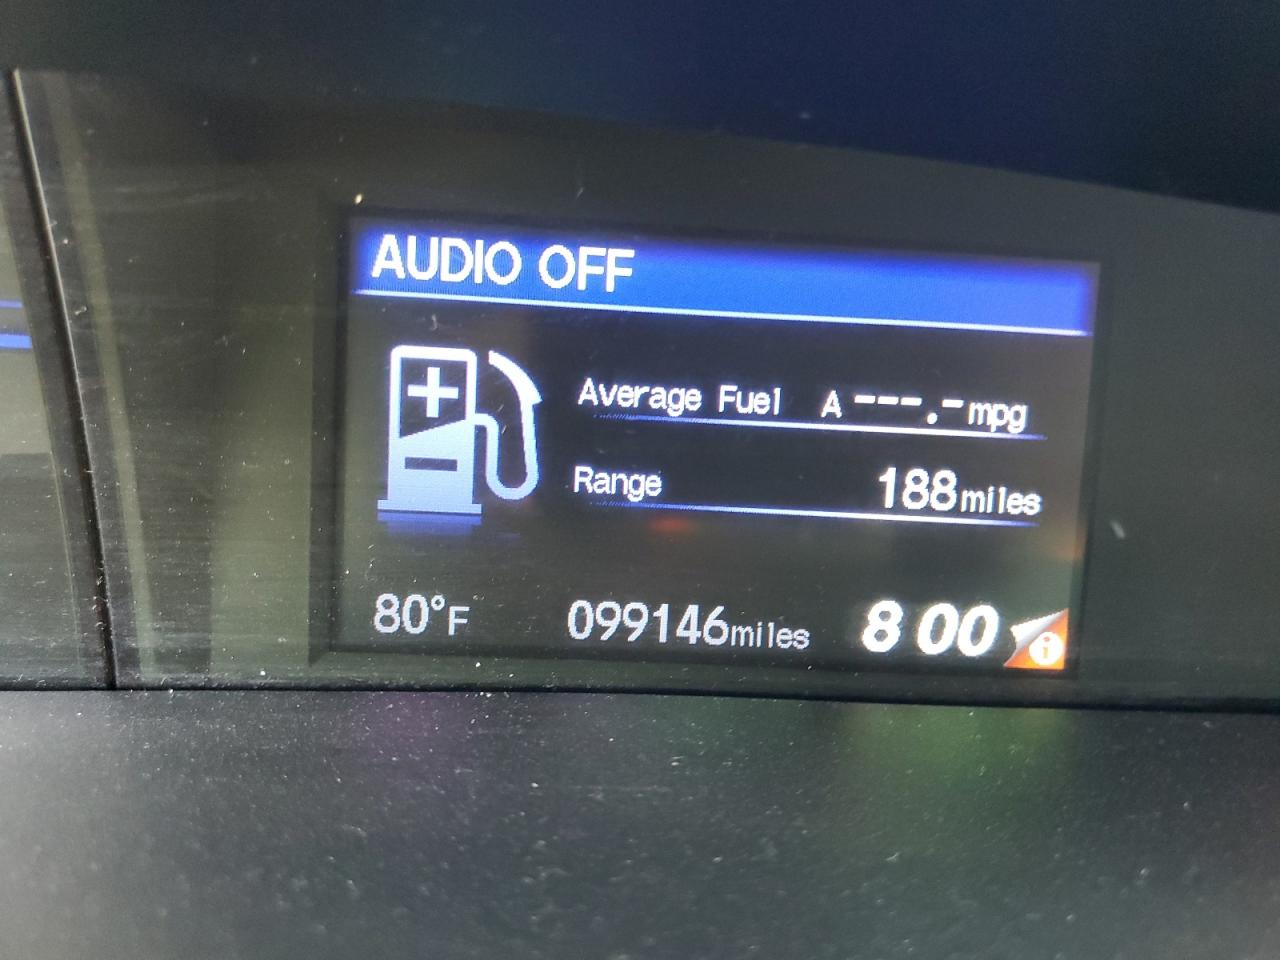 AUDIO OFF
Average Fuel A ---.- mpg
Range 188 miles
80°F 099146 miles 8 00 i